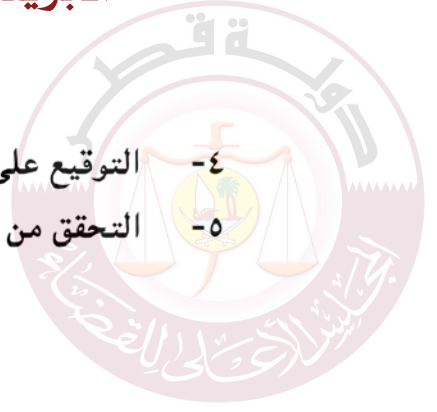 دولة قطر
٤- التوقيع على
٥- التحقق من
المجلس الأعلى للقضاء